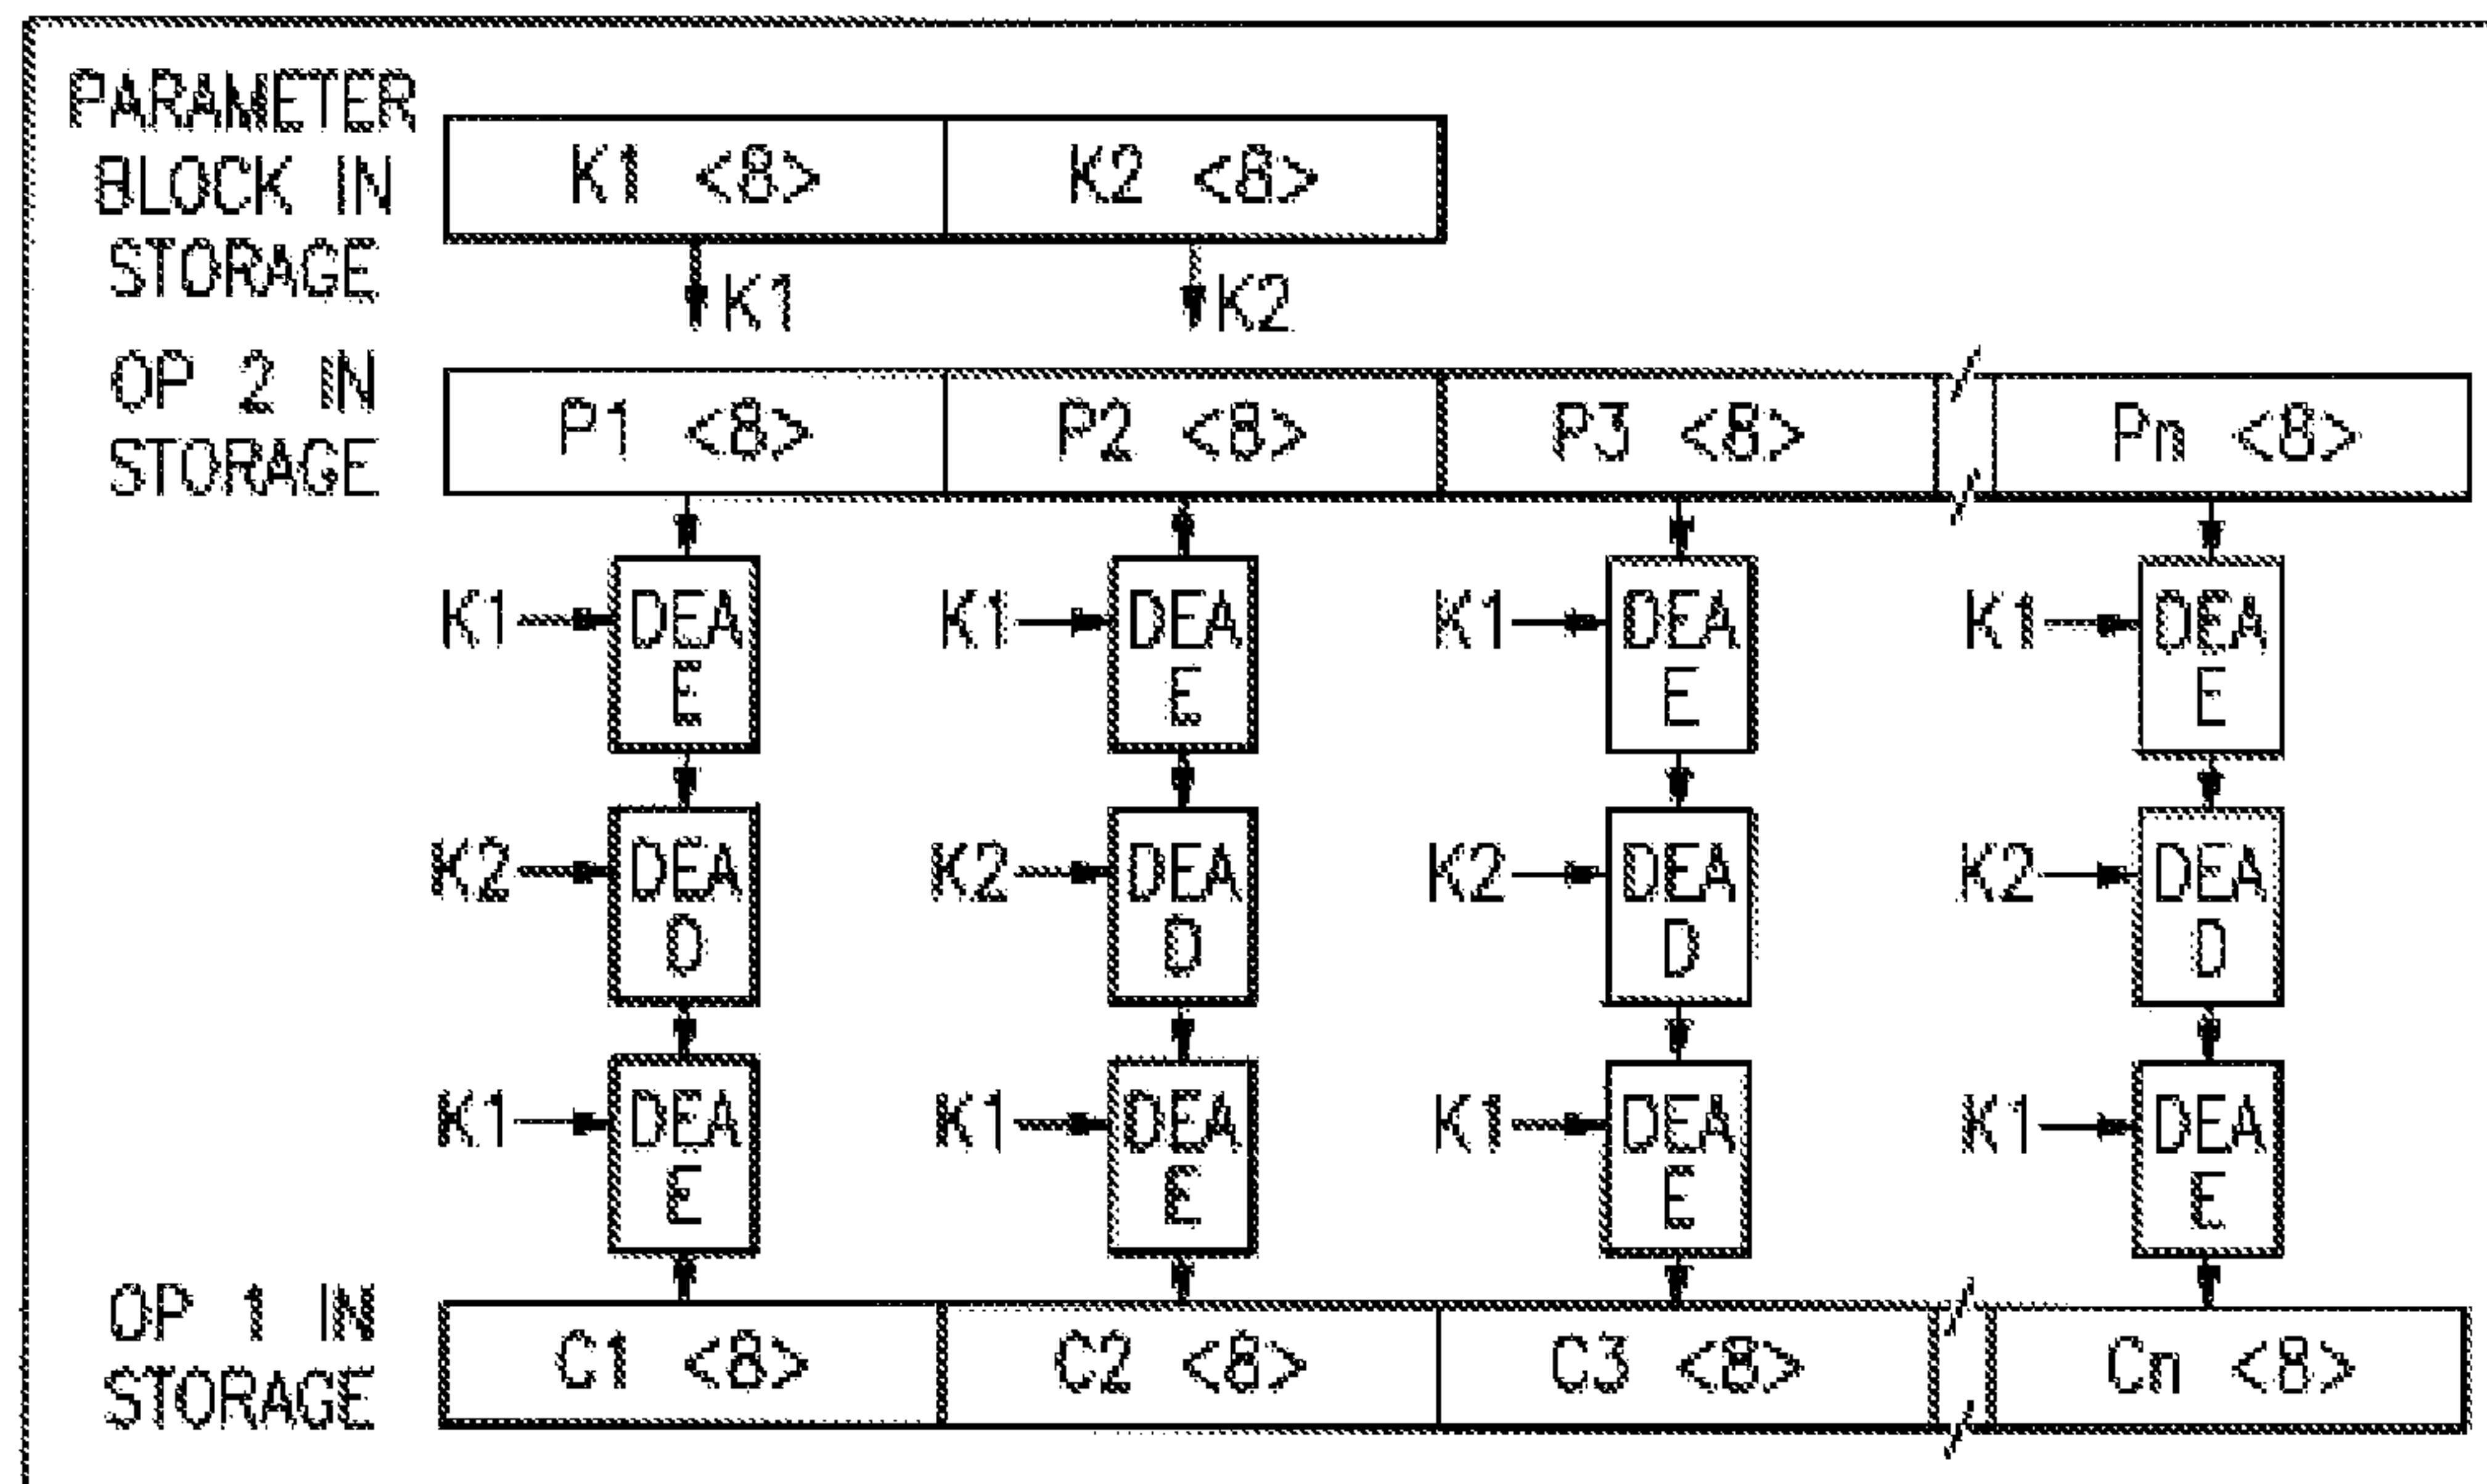 PARAMETER
BLOCK IN
STORAGE
K1 <8> K2 <8>
K1 K2
OP 2 IN
STORAGE
P1 <8> P2 <8> P3 <8> Pn <8>
K1 DEA K1 DEA K1 DEA K1 DEA
E E E E
K2 DEA K2 DEA K2 DEA K2 DEA
D D D D
K1 DEA K1 DEA K1 DEA K1 DEA
E E E E
OP 1 IN
STORAGE
C1 <8> C2 <8> C3 <8> Cn <8>